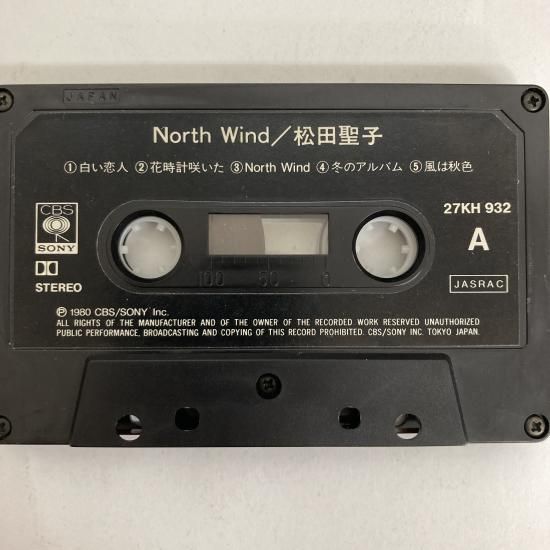 JAPAN
North Wind／松田聖子
①白い恋人 ②花時計咲いた ③North Wind ④冬のアルバム ⑤風は秋色
CBS
SONY
27KH 932
A
STEREO
JASRAC
100 50 0
Ⓟ 1980 CBS/SONY Inc.
ALL RIGHTS OF THE MANUFACTURER AND OF THE OWNER OF THE RECORDED WORK RESERVED UNAUTHORIZED
PUBLIC PERFORMANCE, BROADCASTING AND COPYING OF THIS RECORD PROHIBITED. CBS/SONY INC. TOKYO JAPAN.